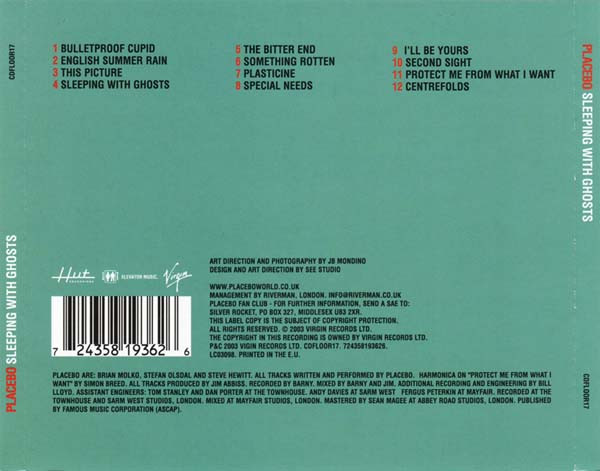 CDFLOOR17
PLACEBO SLEEPING WITH GHOSTS
1 BULLETPROOF CUPID
2 ENGLISH SUMMER RAIN
3 THIS PICTURE
4 SLEEPING WITH GHOSTS
5 THE BITTER END
6 SOMETHING ROTTEN
7 PLASTICINE
8 SPECIAL NEEDS
9 I'LL BE YOURS
10 SECOND SIGHT
11 PROTECT ME FROM WHAT I WANT
12 CENTREFOLDS
Hut
RECORDINGS
ELEVATOR MUSIC.
Virgin
7 24358 19362 6
ART DIRECTION AND PHOTOGRAPHY BY JB MONDINO
DESIGN AND ART DIRECTION BY SEE STUDIO
WWW.PLACEBOWORLD.CO.UK
MANAGEMENT BY RIVERMAN, LONDON. INFO@RIVERMAN.CO.UK
PLACEBO FAN CLUB - FOR FURTHER INFORMATION, SEND A SAE TO:
SILVER ROCKET, PO BOX 327, MIDDLESEX UB3 2XR.
THIS LABEL COPY IS THE SUBJECT OF COPYRIGHT PROTECTION.
ALL RIGHTS RESERVED. © 2003 VIRGIN RECORDS LTD.
THE COPYRIGHT IN THIS RECORDING IS OWNED BY VIRGIN RECORDS LTD.
P&C 2003 VIGIN RECORDS LTD. CDFLOOR17. 724358193626.
LC03098. PRINTED IN THE E.U.
PLACEBO ARE: BRIAN MOLKO, STEFAN OLSDAL AND STEVE HEWITT. ALL TRACKS WRITTEN AND PERFORMED BY PLACEBO. HARMONICA ON "PROTECT ME FROM WHAT I
WANT" BY SIMON BREED. ALL TRACKS PRODUCED BY JIM ABBISS. RECORDED BY BARNY. MIXED BY BARNY AND JIM. ADDITIONAL RECORDING AND ENGINEERING BY BILL
LLOYD. ASSISTANT ENGINEERS: TOM STANLEY AND DAN PORTER AT THE TOWNHOUSE. ANDY DAVIES AT SARM WEST FERGUS PETERKIN AT MAYFAIR. RECORDED AT THE
TOWNHOUSE AND SARM WEST STUDIOS, LONDON. MIXED AT MAYFAIR STUDIOS, LONDON. MASTERED BY SEAN MAGEE AT ABBEY ROAD STUDIOS, LONDON. PUBLISHED
BY FAMOUS MUSIC CORPORATION (ASCAP).
PLACEBO SLEEPING WITH GHOSTS
CDFLOOR17